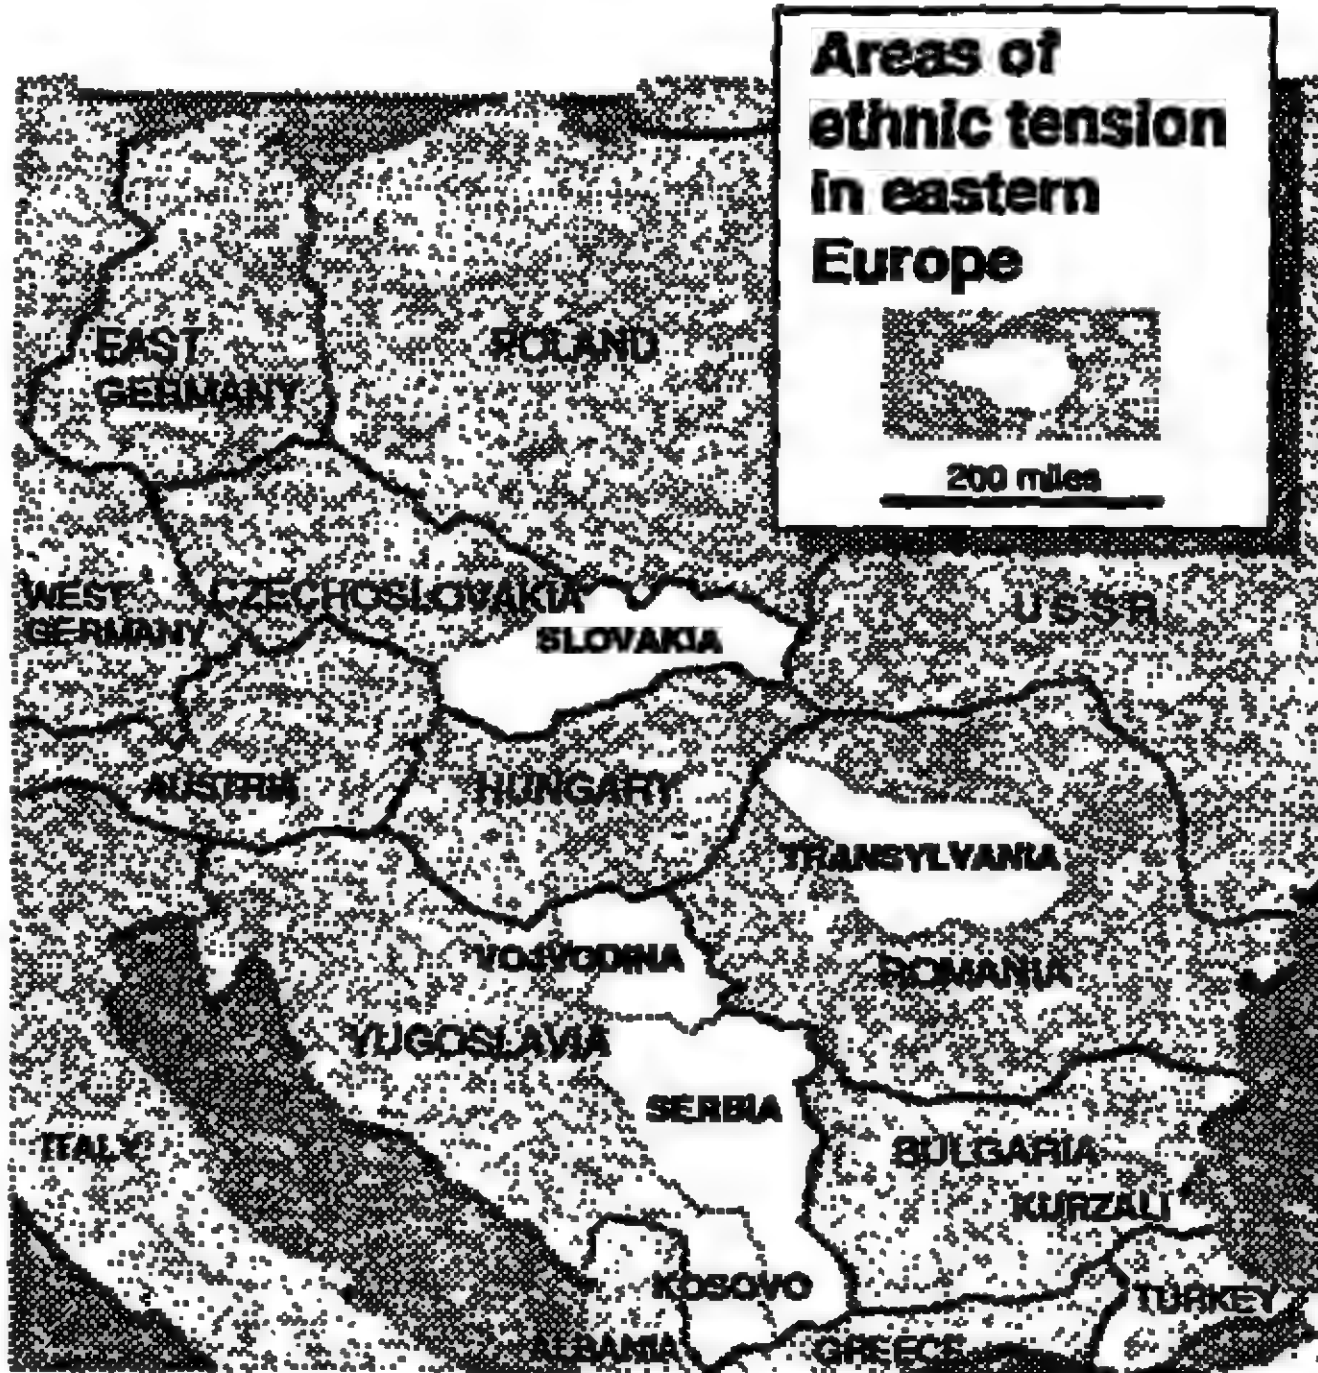 Areas of
ethnic tension
in eastern
Europe
200 miles
EAST
GERMANY
POLAND
WEST
GERMANY
CZECHOSLOVAKIA
SLOVAKIA
USSR
AUSTRIA
HUNGARY
TRANSYLVANIA
VOJVODINA
ROMANIA
YUGOSLAVIA
SERBIA
ITALY
BULGARIA
KURZALI
KOSOVO
TURKEY
ALBANIA
GREECE